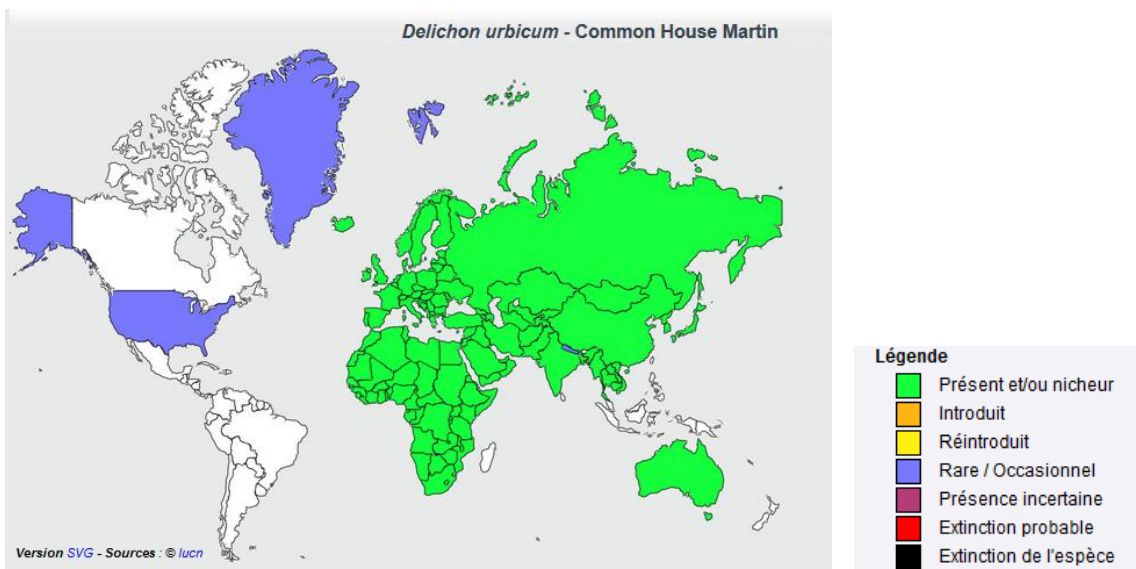 Delichon urbicum - Common House Martin
Version SVG - Sources : © Iucn
Légende
Présent et/ou nicheur
Introduit
Réintroduit
Rare / Occasionnel
Présence incertaine
Extinction probable
Extinction de l'espèce